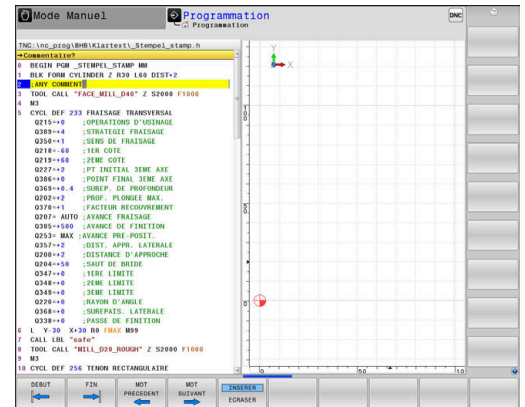 Mode Manuel
Programmation
Programmation
DNC
TNC:\nc_prog\BHB\Klartext\_Stempel_stamp.h
→Commentaire?
0 BEGIN PGM _STEMPEL_STAMP MM
1 BLK FORM CYLINDER Z R30 L60 DIST+2
2 ;ANY COMMENT
3 TOOL CALL "FACE_MILL_D40" Z S2000 F1000
4 M3
5 CYCL DEF 233 FRAISAGE TRANSVERSAL
Q215=+0 ;OPERATIONS D'USINAGE
Q389=+4 ;STRATEGIE FRAISAGE
Q350=+1 ;SENS DE FRAISAGE
Q218=-60 ;1ER COTE
Q219=+60 ;2EME COTE
Q227=+2 ;PT INITIAL 3EME AXE
Q386=+0 ;POINT FINAL 3EME AXE
Q369=+0.4 ;SUREP. DE PROFONDEUR
Q202=+2 ;PROF. PLONGEE MAX.
Q370=+1 ;FACTEUR RECOUVREMENT
Q207= AUTO ;AVANCE FRAISAGE
Q385=+500 ;AVANCE DE FINITION
Q253= MAX ;AVANCE PRE-POSIT.
Q357=+2 ;DIST. APPR. LATERALE
Q200=+2 ;DISTANCE D'APPROCHE
Q204=+50 ;SAUT DE BRIDE
Q347=+0 ;1ERE LIMITE
Q348=+0 ;2EME LIMITE
Q349=+0 ;3EME LIMITE
Q220=+0 ;RAYON D'ANGLE
Q368=+0 ;SUREPAIS. LATERALE
Q338=+0 ;PASSE DE FINITION
6 L Y-30 X+30 R0 FMAX M99
7 CALL LBL "safe"
8 TOOL CALL "MILL_D20_ROUGH" Z S2000 F1000
9 M3
10 CYCL DEF 256 TENON RECTANGULAIRE
Y
X
100
50
0
0
50
10
DEBUT
FIN
MOT PRECEDENT
MOT SUIVANT
INSERER
ECRASER